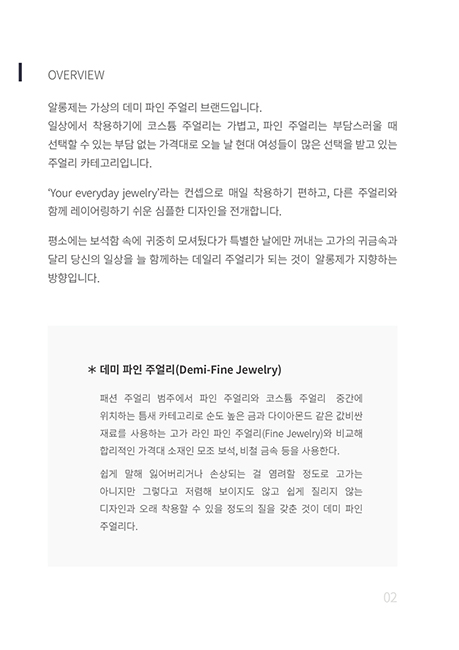 OVERVIEW
알롱제는 가상의 데미 파인 주얼리 브랜드입니다.
일상에서 착용하기에 코스튬 주얼리는 가볍고, 파인 주얼리는 부담스러울 때
선택할 수 있는 부담 없는 가격대로 오늘 날 현대 여성들이 많은 선택을 받고 있는
주얼리 카테고리입니다.
‘Your everyday jewelry’라는 컨셉으로 매일 착용하기 편하고, 다른 주얼리와
함께 레이어링하기 쉬운 심플한 디자인을 전개합니다.
평소에는 보석함 속에 귀중히 모셔뒀다가 특별한 날에만 꺼내는 고가의 귀금속과
달리 당신의 일상을 늘 함께하는 데일리 주얼리가 되는 것이 알롱제가 지향하는
방향입니다.
* 데미 파인 주얼리(Demi-Fine Jewelry)
패션 주얼리 범주에서 파인 주얼리와 코스튬 주얼리 중간에
위치하는 틈새 카테고리로 순도 높은 금과 다이아몬드 같은 값비싼
재료를 사용하는 고가 라인 파인 주얼리(Fine Jewelry)와 비교해
합리적인 가격대 소재인 모조 보석, 비철 금속 등을 사용한다.
쉽게 말해 잃어버리거나 손상되는 걸 염려할 정도로 고가는
아니지만 그렇다고 저렴해 보이지도 않고 쉽게 질리지 않는
디자인과 오래 착용할 수 있을 정도의 질을 갖춘 것이 데미 파인
주얼리다.
02